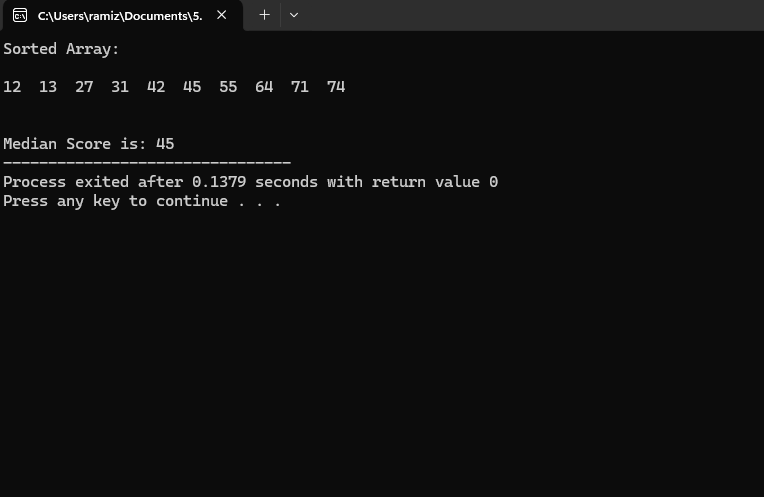 C:\Users\ramiz\Documents\5.
Sorted Array:
12 13 27 31 42 45 55 64 71 74
Median Score is: 45
--------------------------------
Process exited after 0.1379 seconds with return value 0
Press any key to continue . . .